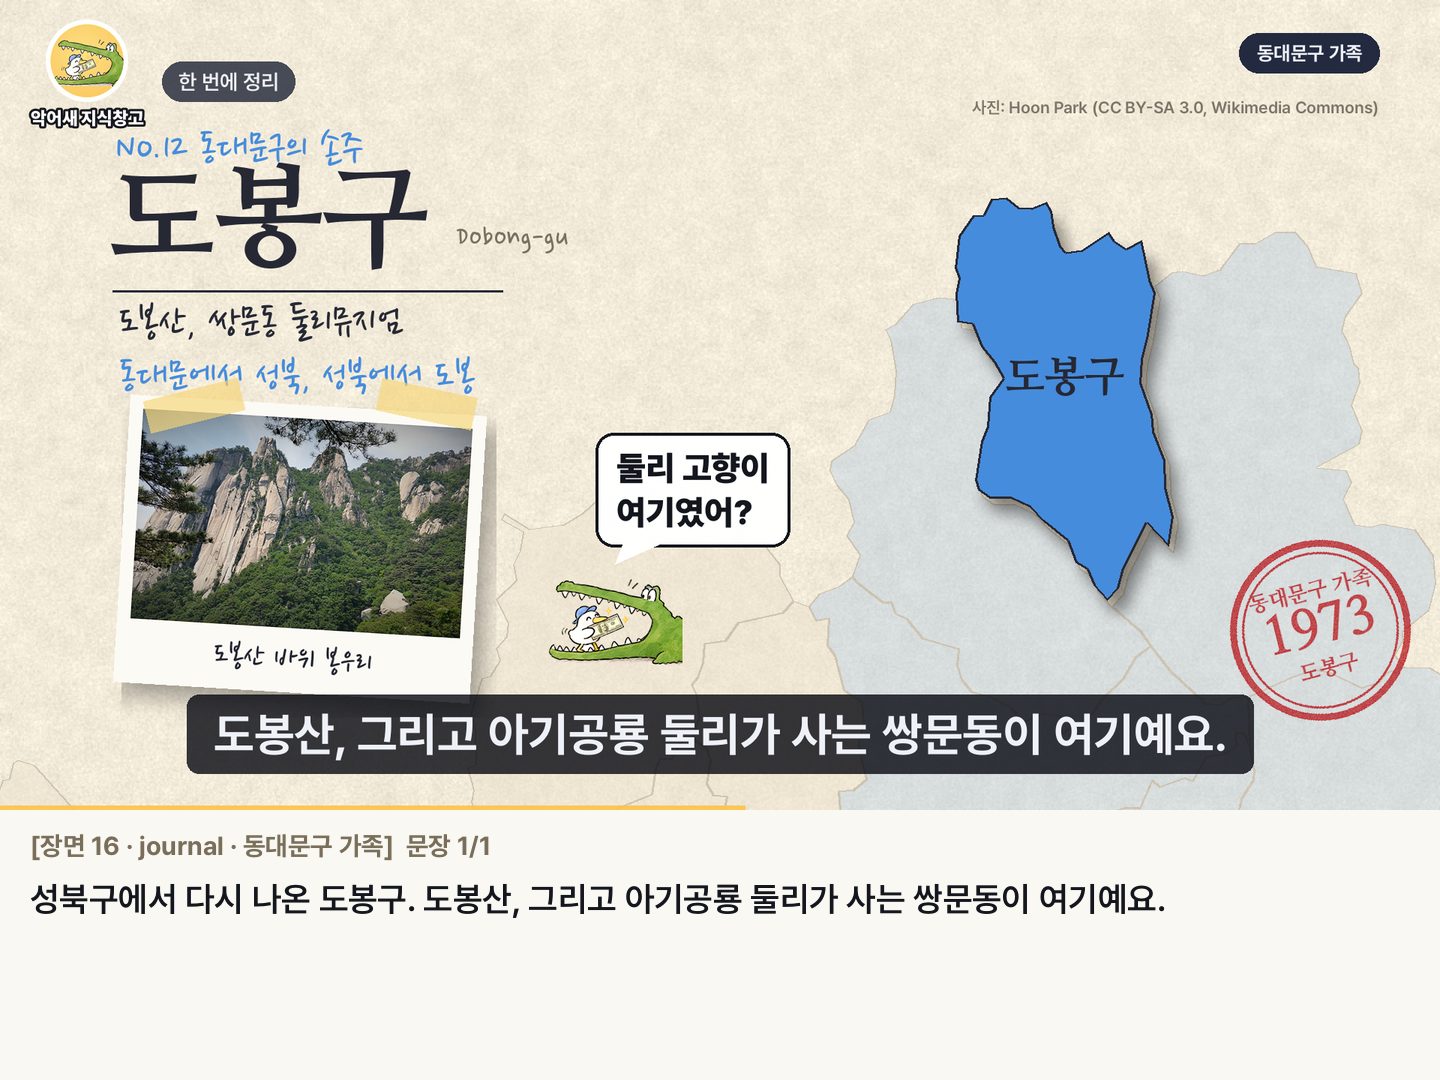 악어새 지식창고
한 번에 정리
동대문구 가족
사진: Hoon Park (CC BY-SA 3.0, Wikimedia Commons)
NO.12 동대문구의 손주
도봉구
Dobong-gu
도봉산, 쌍문동 둘리뮤지엄
동대문에서 성북, 성북에서 도봉
도봉산 바위 봉우리
둘리 고향이
여기였어?
도봉구
동대문구 가족
1973
도봉구
도봉산, 그리고 아기공룡 둘리가 사는 쌍문동이 여기예요.
[장면 16 · journal · 동대문구 가족] 문장 1/1
성북구에서 다시 나온 도봉구. 도봉산, 그리고 아기공룡 둘리가 사는 쌍문동이 여기예요.